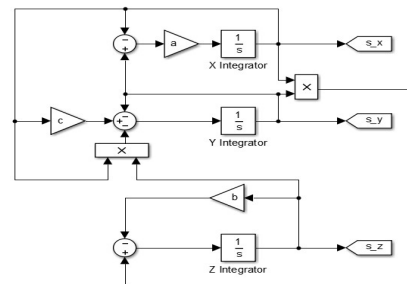 a
1
s
s_x
X Integrator
X
c
1
s
s_y
Y Integrator
X
b
1
s
s_z
Z Integrator